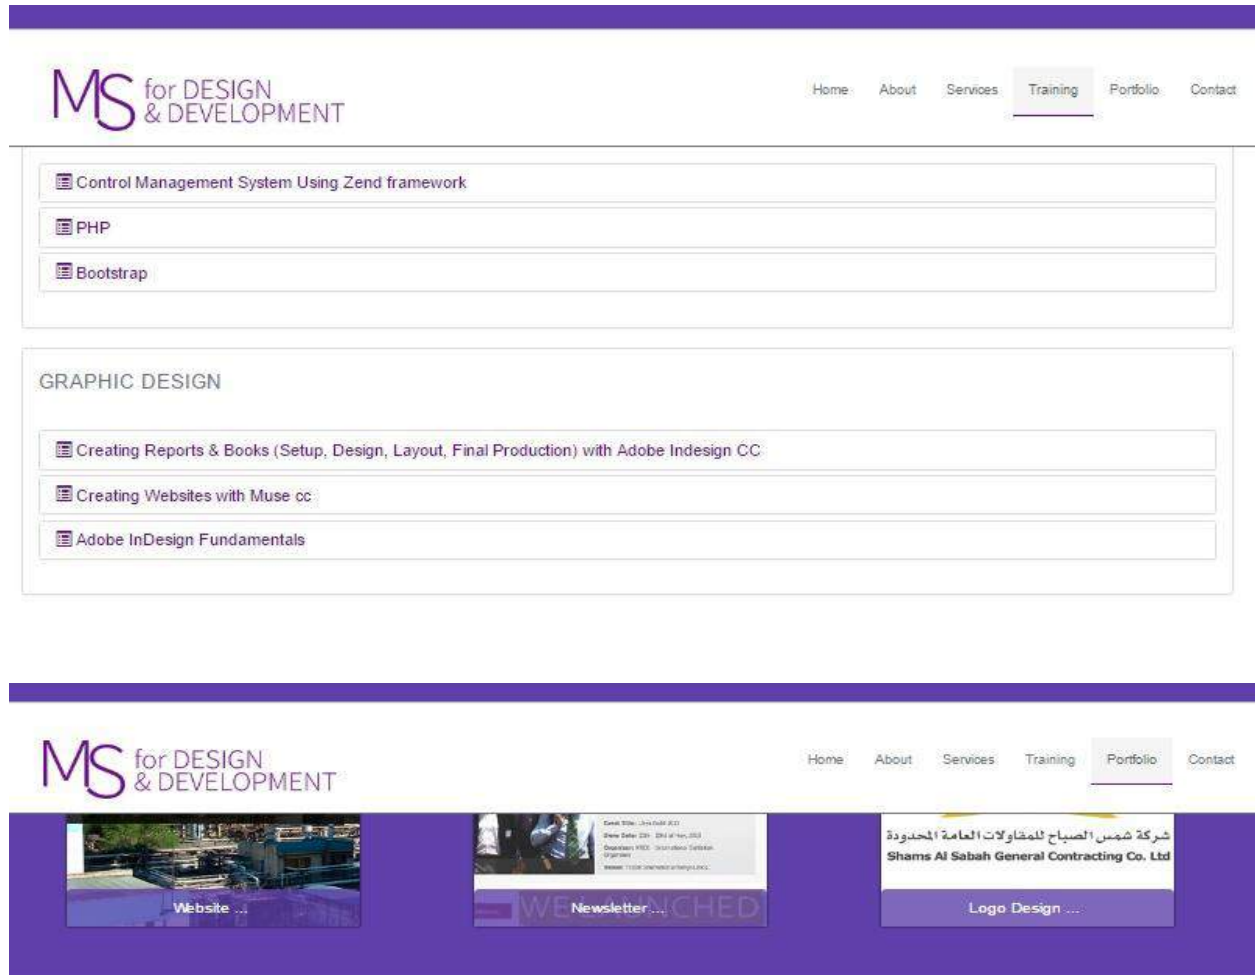 MS for DESIGN
& DEVELOPMENT
Home About Services Training Portfolio Contact
Control Management System Using Zend framework
PHP
Bootstrap
GRAPHIC DESIGN
Creating Reports & Books (Setup, Design, Layout, Final Production) with Adobe Indesign CC
Creating Websites with Muse cc
Adobe InDesign Fundamentals
MS for DESIGN
& DEVELOPMENT
Home About Services Training Portfolio Contact
Website ...
WE LAUNCHED
Newsletter ...
شركة شمس الصباح للمقاولات العامة المحدودة
Shams Al Sabah General Contracting Co. Ltd
Logo Design ...